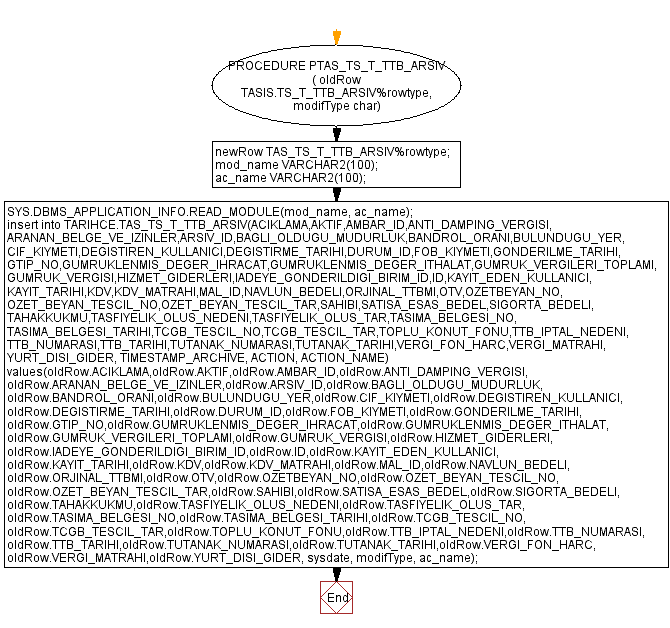 PROCEDURE PTAS_TS_T_TTB_ARSIV
( oldRow
TASIS.TS_T_TTB_ARSIV%rowtype,
modifType char)
newRow TAS_TS_T_TTB_ARSIV%rowtype;
mod_name VARCHAR2(100);
ac_name VARCHAR2(100);
SYS.DBMS_APPLICATION_INFO.READ_MODULE(mod_name, ac_name);
insert into TARIHCE.TAS_TS_T_TTB_ARSIV(ACIKLAMA,AKTIF,AMBAR_ID,ANTI_DAMPING_VERGISI,
ARANAN_BELGE_VE_IZINLER,ARSIV_ID,BAGLI_OLDUGU_MUDURLUK,BANDROL_ORANI,BULUNDUGU_YER,
CIF_KIYMETI,DEGISTIREN_KULLANICI,DEGISTIRME_TARIHI,DURUM_ID,FOB_KIYMETI,GONDERILME_TARIHI,
GTIP_NO,GUMRUKLENMIS_DEGER_IHRACAT,GUMRUKLENMIS_DEGER_ITHALAT,GUMRUK_VERGILERI_TOPLAMI,
GUMRUK_VERGISI,HIZMET_GIDERLERI,IADEYE_GONDERILDIGI_BIRIM_ID,ID,KAYIT_EDEN_KULLANICI,
KAYIT_TARIHI,KDV,KDV_MATRAHI,MAL_ID,NAVLUN_BEDELI,ORJINAL_TTBMI,OTV,OZETBEYAN_NO,
OZET_BEYAN_TESCIL_NO,OZET_BEYAN_TESCIL_TAR,SAHIBI,SATISA_ESAS_BEDEL,SIGORTA_BEDELI,
TAHAKKUKMU,TASFIYELIK_OLUS_NEDENI,TASFIYELIK_OLUS_TAR,TASIMA_BELGESI_NO,
TASIMA_BELGESI_TARIHI,TCGB_TESCIL_NO,TCGB_TESCIL_TAR,TOPLU_KONUT_FONU,TTB_IPTAL_NEDENI,
TTB_NUMARASI,TTB_TARIHI,TUTANAK_NUMARASI,TUTANAK_TARIHI,VERGI_FON_HARC,VERGI_MATRAHI,
YURT_DISI_GIDER, TIMESTAMP_ARCHIVE, ACTION, ACTION_NAME)
values(oldRow.ACIKLAMA,oldRow.AKTIF,oldRow.AMBAR_ID,oldRow.ANTI_DAMPING_VERGISI,
oldRow.ARANAN_BELGE_VE_IZINLER,oldRow.ARSIV_ID,oldRow.BAGLI_OLDUGU_MUDURLUK,
oldRow.BANDROL_ORANI,oldRow.BULUNDUGU_YER,oldRow.CIF_KIYMETI,oldRow.DEGISTIREN_KULLANICI,
oldRow.DEGISTIRME_TARIHI,oldRow.DURUM_ID,oldRow.FOB_KIYMETI,oldRow.GONDERILME_TARIHI,
oldRow.GTIP_NO,oldRow.GUMRUKLENMIS_DEGER_IHRACAT,oldRow.GUMRUKLENMIS_DEGER_ITHALAT,
oldRow.GUMRUK_VERGILERI_TOPLAMI,oldRow.GUMRUK_VERGISI,oldRow.HIZMET_GIDERLERI,
oldRow.IADEYE_GONDERILDIGI_BIRIM_ID,oldRow.ID,oldRow.KAYIT_EDEN_KULLANICI,
oldRow.KAYIT_TARIHI,oldRow.KDV,oldRow.KDV_MATRAHI,oldRow.MAL_ID,oldRow.NAVLUN_BEDELI,
oldRow.ORJINAL_TTBMI,oldRow.OTV,oldRow.OZETBEYAN_NO,oldRow.OZET_BEYAN_TESCIL_NO,
oldRow.OZET_BEYAN_TESCIL_TAR,oldRow.SAHIBI,oldRow.SATISA_ESAS_BEDEL,oldRow.SIGORTA_BEDELI,
oldRow.TAHAKKUKMU,oldRow.TASFIYELIK_OLUS_NEDENI,oldRow.TASFIYELIK_OLUS_TAR,
oldRow.TASIMA_BELGESI_NO,oldRow.TASIMA_BELGESI_TARIHI,oldRow.TCGB_TESCIL_NO,
oldRow.TCGB_TESCIL_TAR,oldRow.TOPLU_KONUT_FONU,oldRow.TTB_IPTAL_NEDENI,oldRow.TTB_NUMARASI,
oldRow.TTB_TARIHI,oldRow.TUTANAK_NUMARASI,oldRow.TUTANAK_TARIHI,oldRow.VERGI_FON_HARC,
oldRow.VERGI_MATRAHI,oldRow.YURT_DISI_GIDER, sysdate, modifType, ac_name);
End